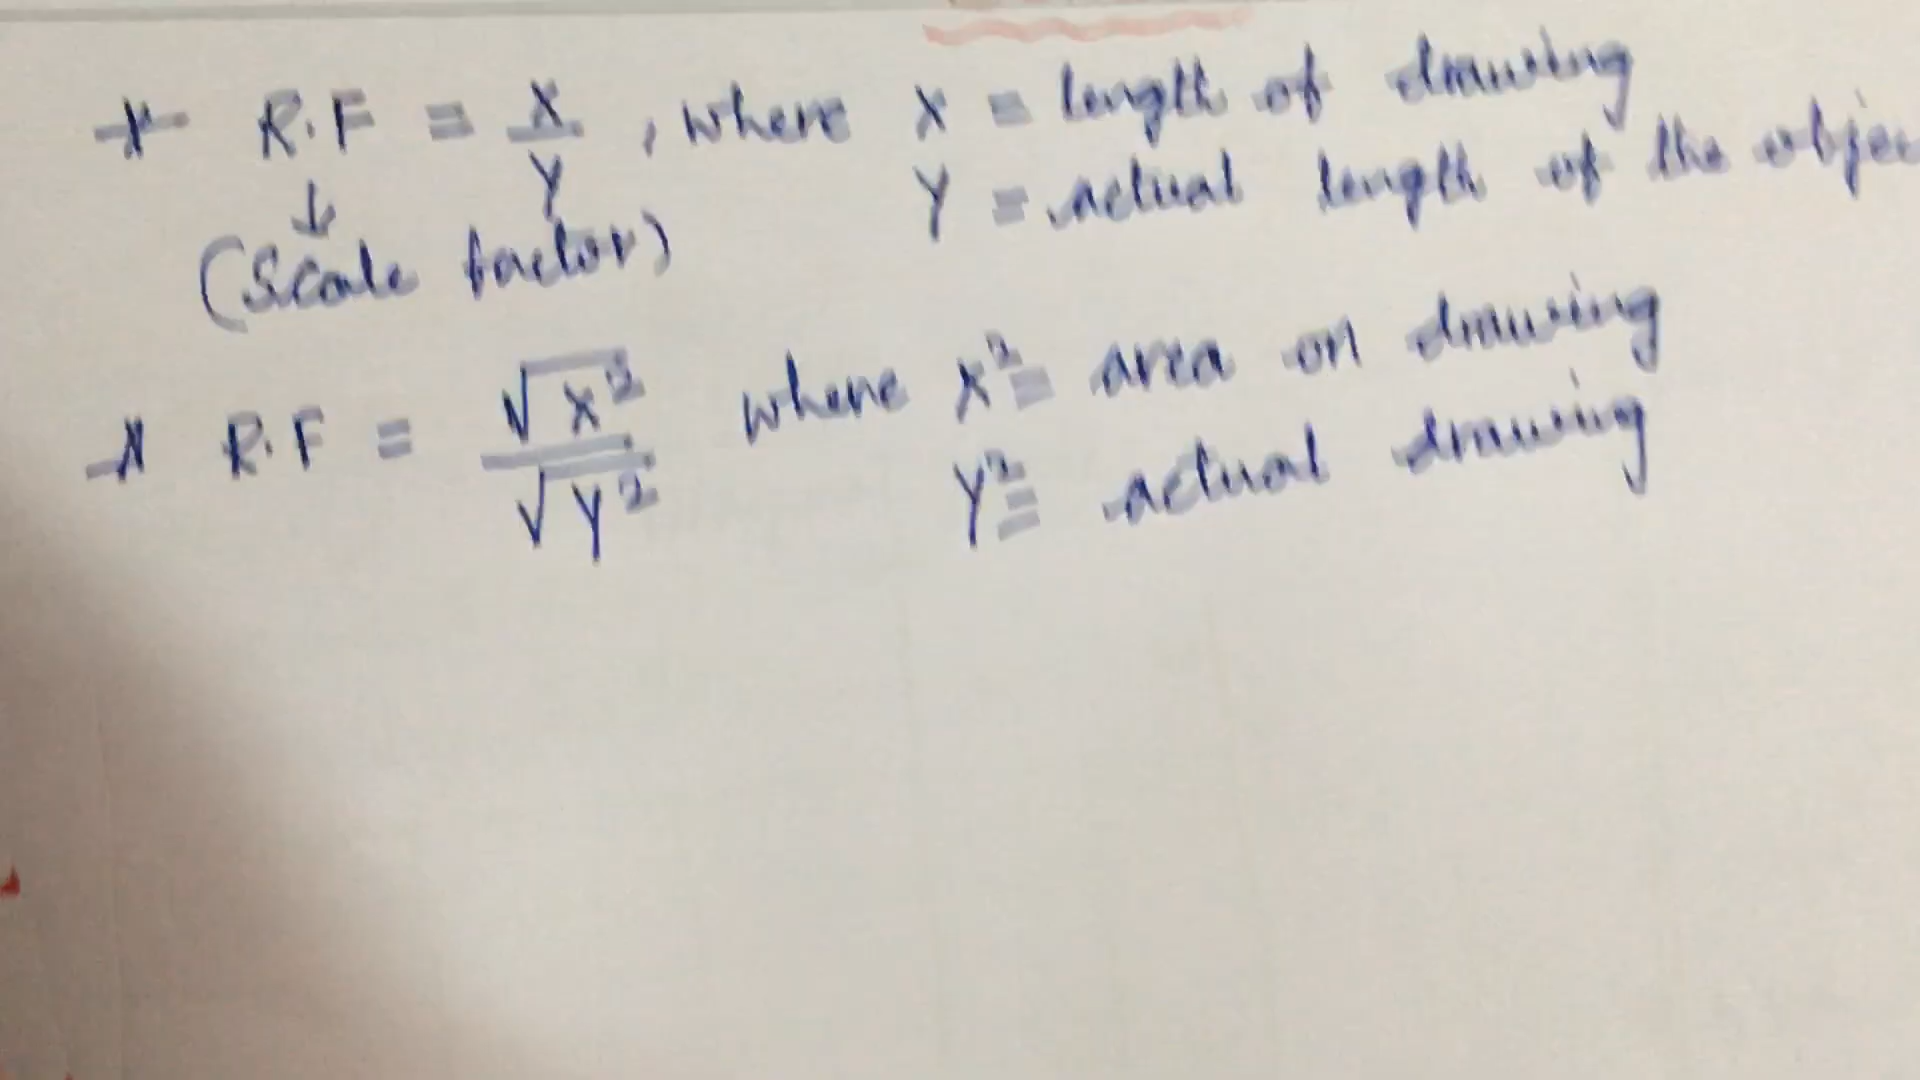 * R.F = X/Y, where X = length of drawing
Y = actual length of the objec
↓
(Scale factor)
* R.F = √X² / √Y² where X² = area on drawing
Y² = actual drawing